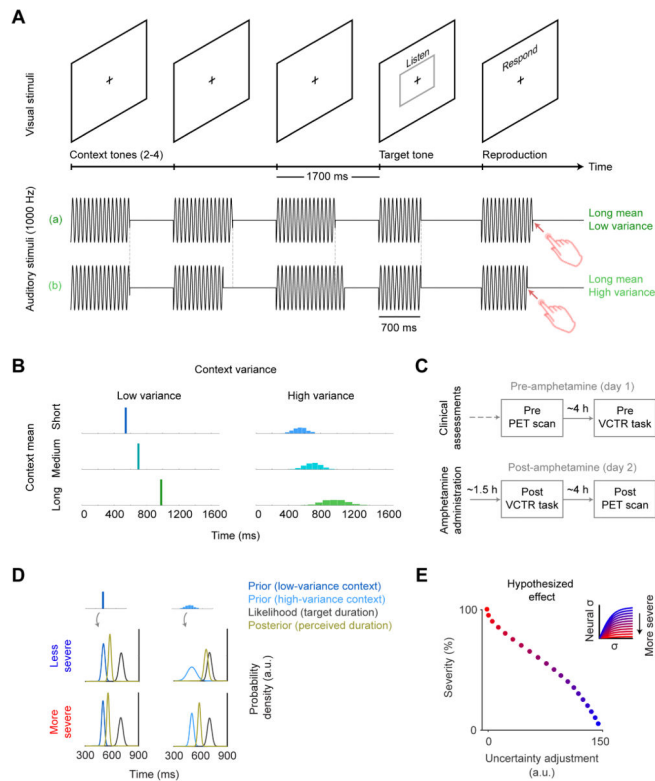 A
Visual stimuli
Listen
Respond
Context tones (2-4)
Target tone
Reproduction
Time
1700 ms
Auditory stimuli (1000 Hz)
(a)
Long mean
Low variance
(b)
Long mean
High variance
700 ms
B
Context variance
Low variance
High variance
Context mean
Short
Medium
Long
0 400 800 1200 1600
0 400 800 1200 1600
Time (ms)
C
Clinical assessments
Pre-amphetamine (day 1)
Pre
PET scan
~4 h
Pre
VCTR task
Amphetamine administration
Post-amphetamine (day 2)
~1.5 h
Post
VCTR task
~4 h
Post
PET scan
D
Prior (low-variance context)
Prior (high-variance context)
Likelihood (target duration)
Posterior (perceived duration)
Less severe
More severe
Probability density (a.u.)
300 600 900
300 600 900
Time (ms)
E
Hypothesized
effect
Neural σ
σ
More severe
Severity (%)
100
0
0
150
Uncertainty adjustment
(a.u.)